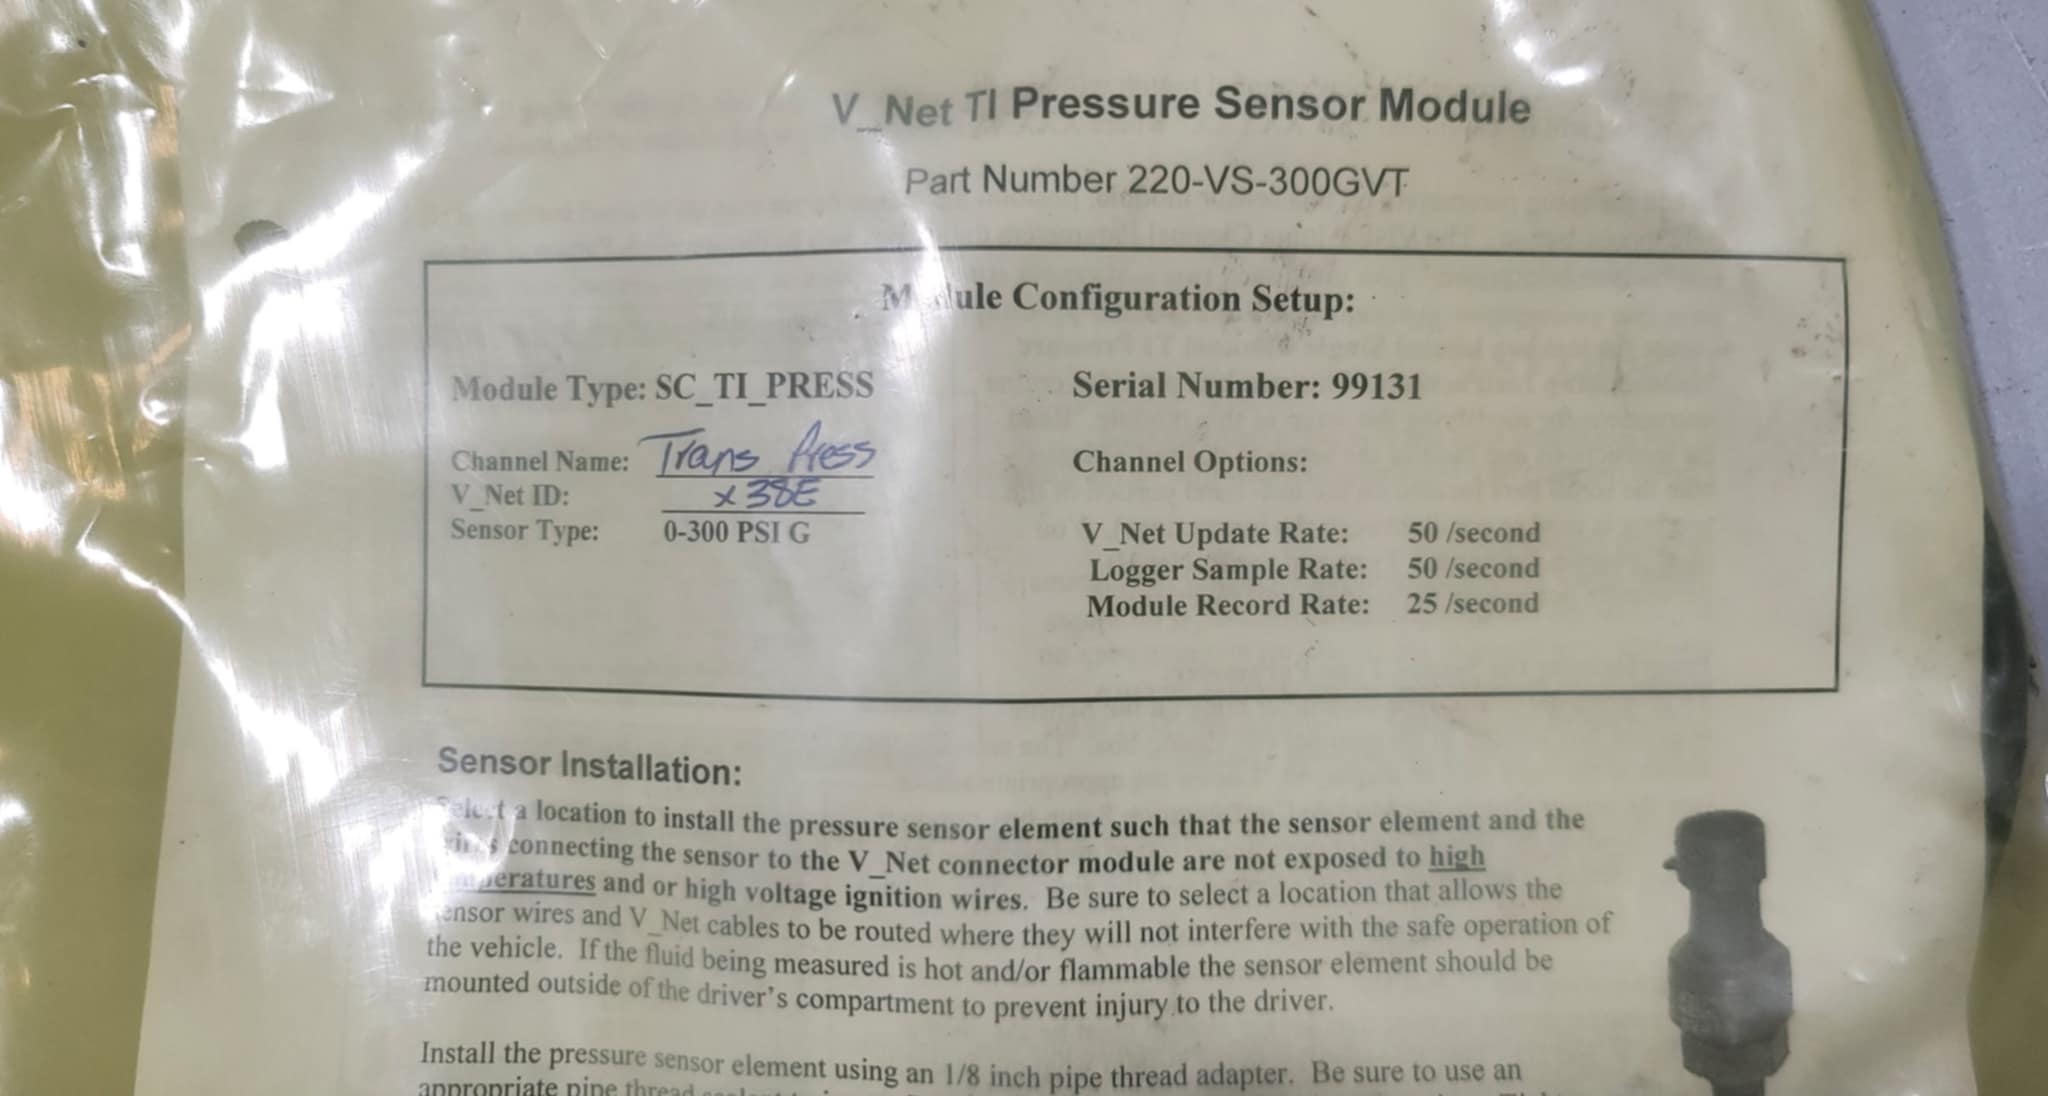 V_Net TI Pressure Sensor Module
Part Number 220-VS-300GVT
Module Configuration Setup:
Module Type: SC_TI_PRESS Serial Number: 99131
Channel Name: Trans Press Channel Options:
V_Net ID: x38E
Sensor Type: 0-300 PSI G V_Net Update Rate: 50 /second
Logger Sample Rate: 50 /second
Module Record Rate: 25 /second
Sensor Installation:
Select a location to install the pressure sensor element such that the sensor element and the
wires connecting the sensor to the V_Net connector module are not exposed to high
temperatures and or high voltage ignition wires. Be sure to select a location that allows the
sensor wires and V_Net cables to be routed where they will not interfere with the safe operation of
the vehicle. If the fluid being measured is hot and/or flammable the sensor element should be
mounted outside of the driver's compartment to prevent injury to the driver.
Install the pressure sensor element using an 1/8 inch pipe thread adapter. Be sure to use an
appropriate pipe thread